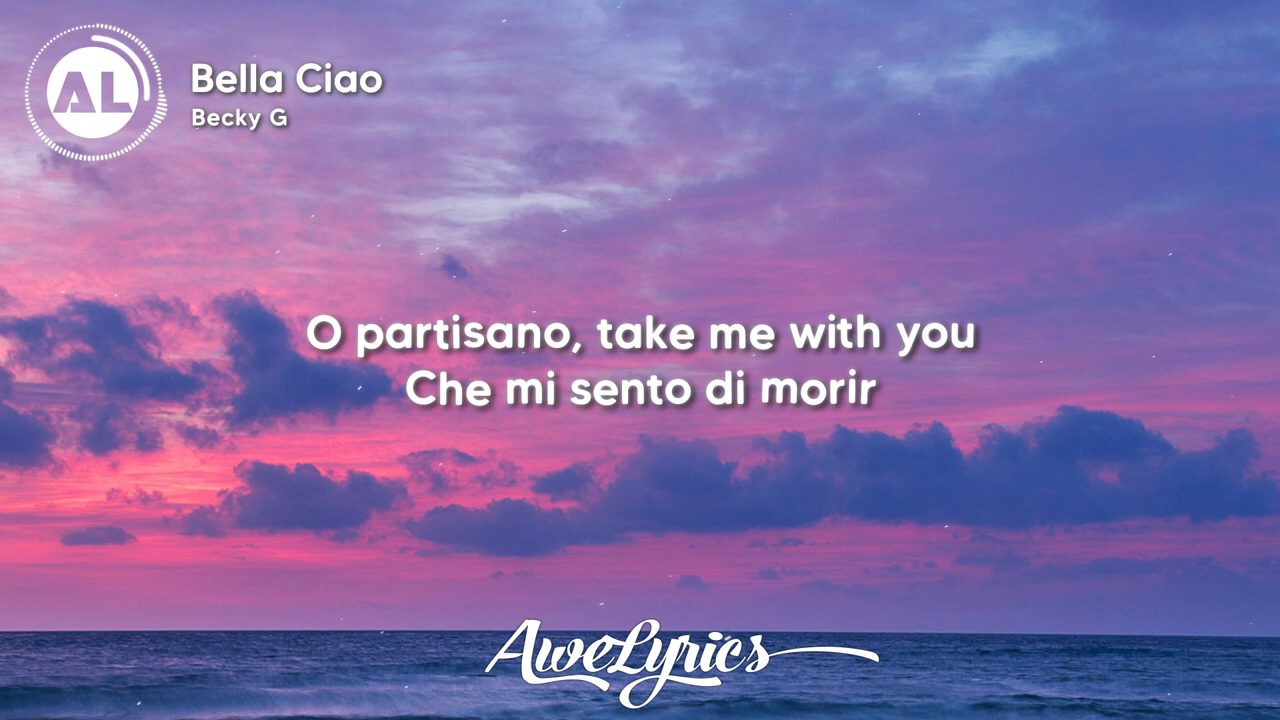 AL
Bella Ciao
Becky G
O partisano, take me with you
Che mi sento di morir
AweLyrics